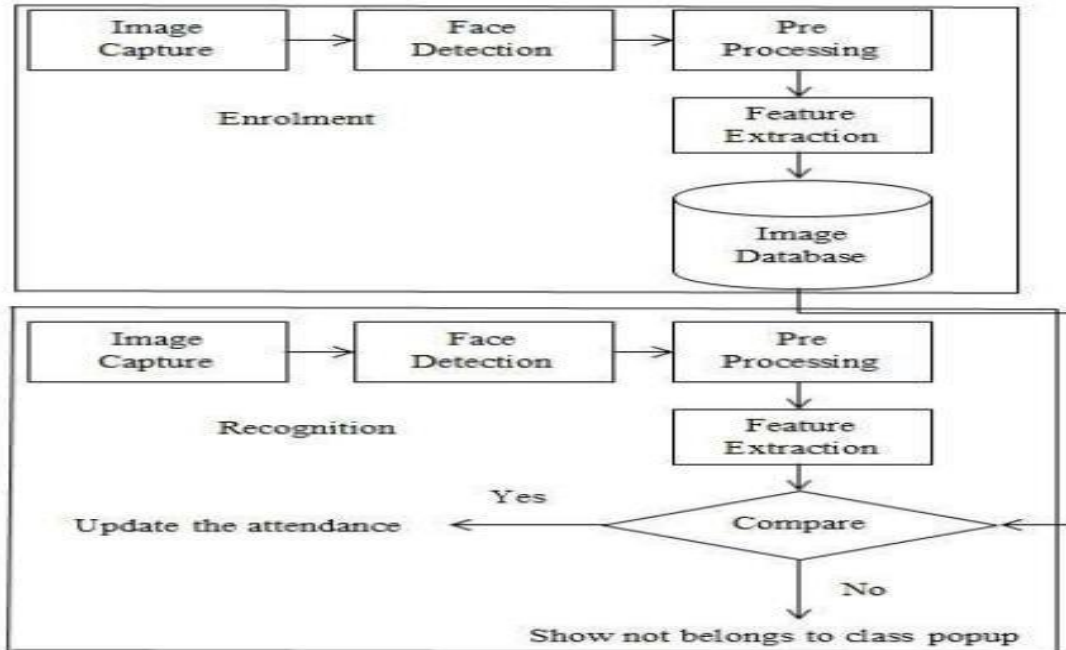 Image
Capture
Face
Detection
Pre
Processing
Enrolment
Feature
Extraction
Image
Database
Image
Capture
Face
Detection
Pre
Processing
Recognition
Feature
Extraction
Yes
Update the attendance
Compare
No
Show not belongs to class popup